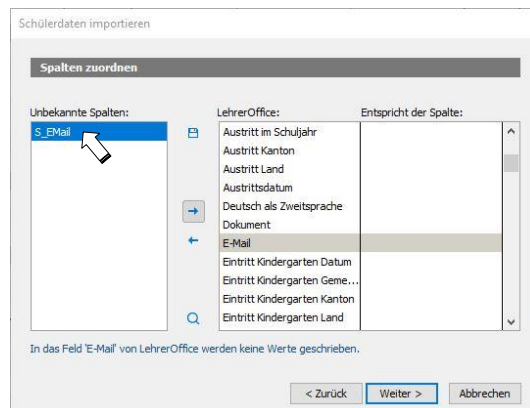 Schülerdaten importieren
Spalten zuordnen
Unbekannte Spalten:
LehrerOffice:
Entspricht der Spalte:
S_EMail
Austritt im Schuljahr
Austritt Kanton
Austritt Land
Austrittsdatum
Deutsch als Zweitsprache
Dokument
E-Mail
Eintritt Kindergarten Datum
Eintritt Kindergarten Geme...
Eintritt Kindergarten Kanton
Eintritt Kindergarten Land
In das Feld 'E-Mail' von LehrerOffice werden keine Werte geschrieben.
< Zurück
Weiter >
Abbrechen